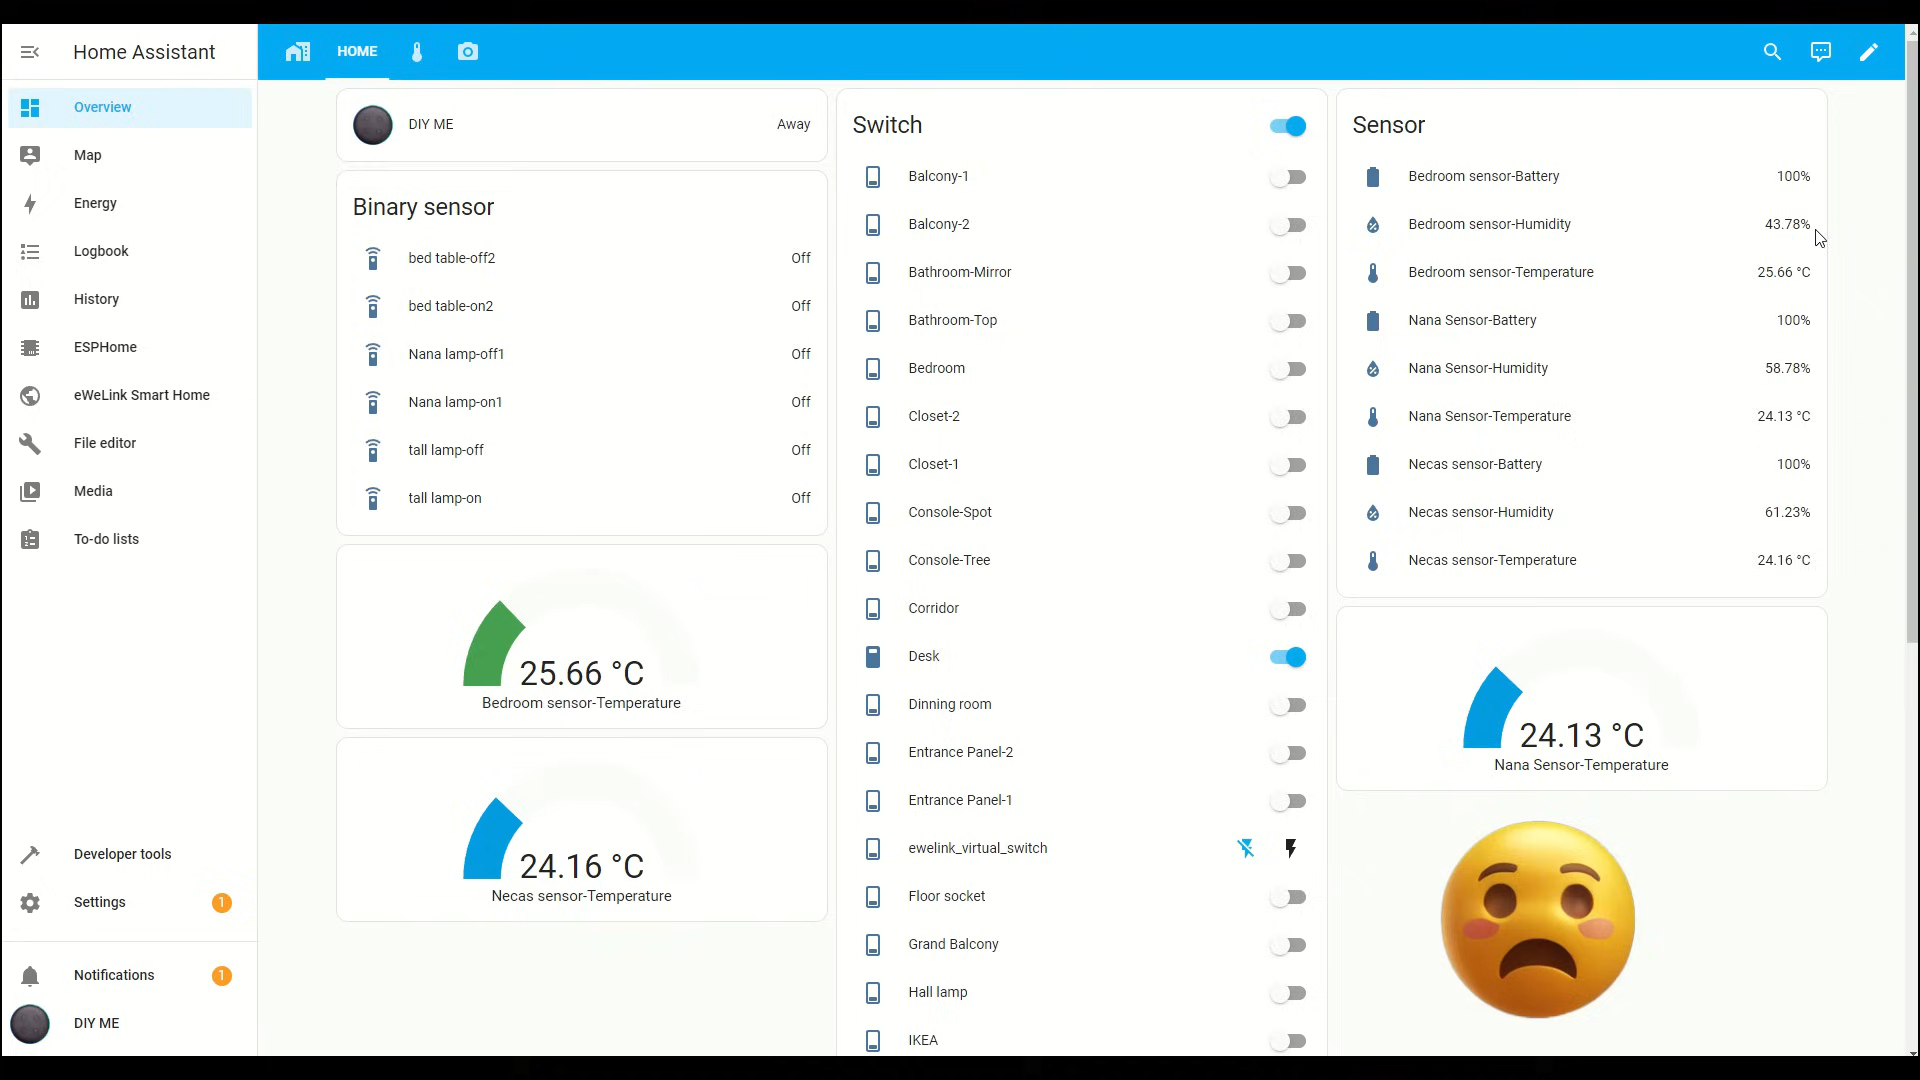 Home Assistant
HOME
Overview
Map
Energy
Logbook
History
ESPHome
eWeLink Smart Home
File editor
Media
To-do lists
Developer tools
Settings 1
Notifications 1
DIY ME
DIY ME Away
Binary sensor
bed table-off2 Off
bed table-on2 Off
Nana lamp-off1 Off
Nana lamp-on1 Off
tall lamp-off Off
tall lamp-on Off
25.66 °C
Bedroom sensor-Temperature
24.16 °C
Necas sensor-Temperature
Switch
Balcony-1
Balcony-2
Bathroom-Mirror
Bathroom-Top
Bedroom
Closet-2
Closet-1
Console-Spot
Console-Tree
Corridor
Desk
Dinning room
Entrance Panel-2
Entrance Panel-1
ewelink_virtual_switch
Floor socket
Grand Balcony
Hall lamp
IKEA
Sensor
Bedroom sensor-Battery 100%
Bedroom sensor-Humidity 43.78%
Bedroom sensor-Temperature 25.66 °C
Nana Sensor-Battery 100%
Nana Sensor-Humidity 58.78%
Nana Sensor-Temperature 24.13 °C
Necas sensor-Battery 100%
Necas sensor-Humidity 61.23%
Necas sensor-Temperature 24.16 °C
24.13 °C
Nana Sensor-Temperature